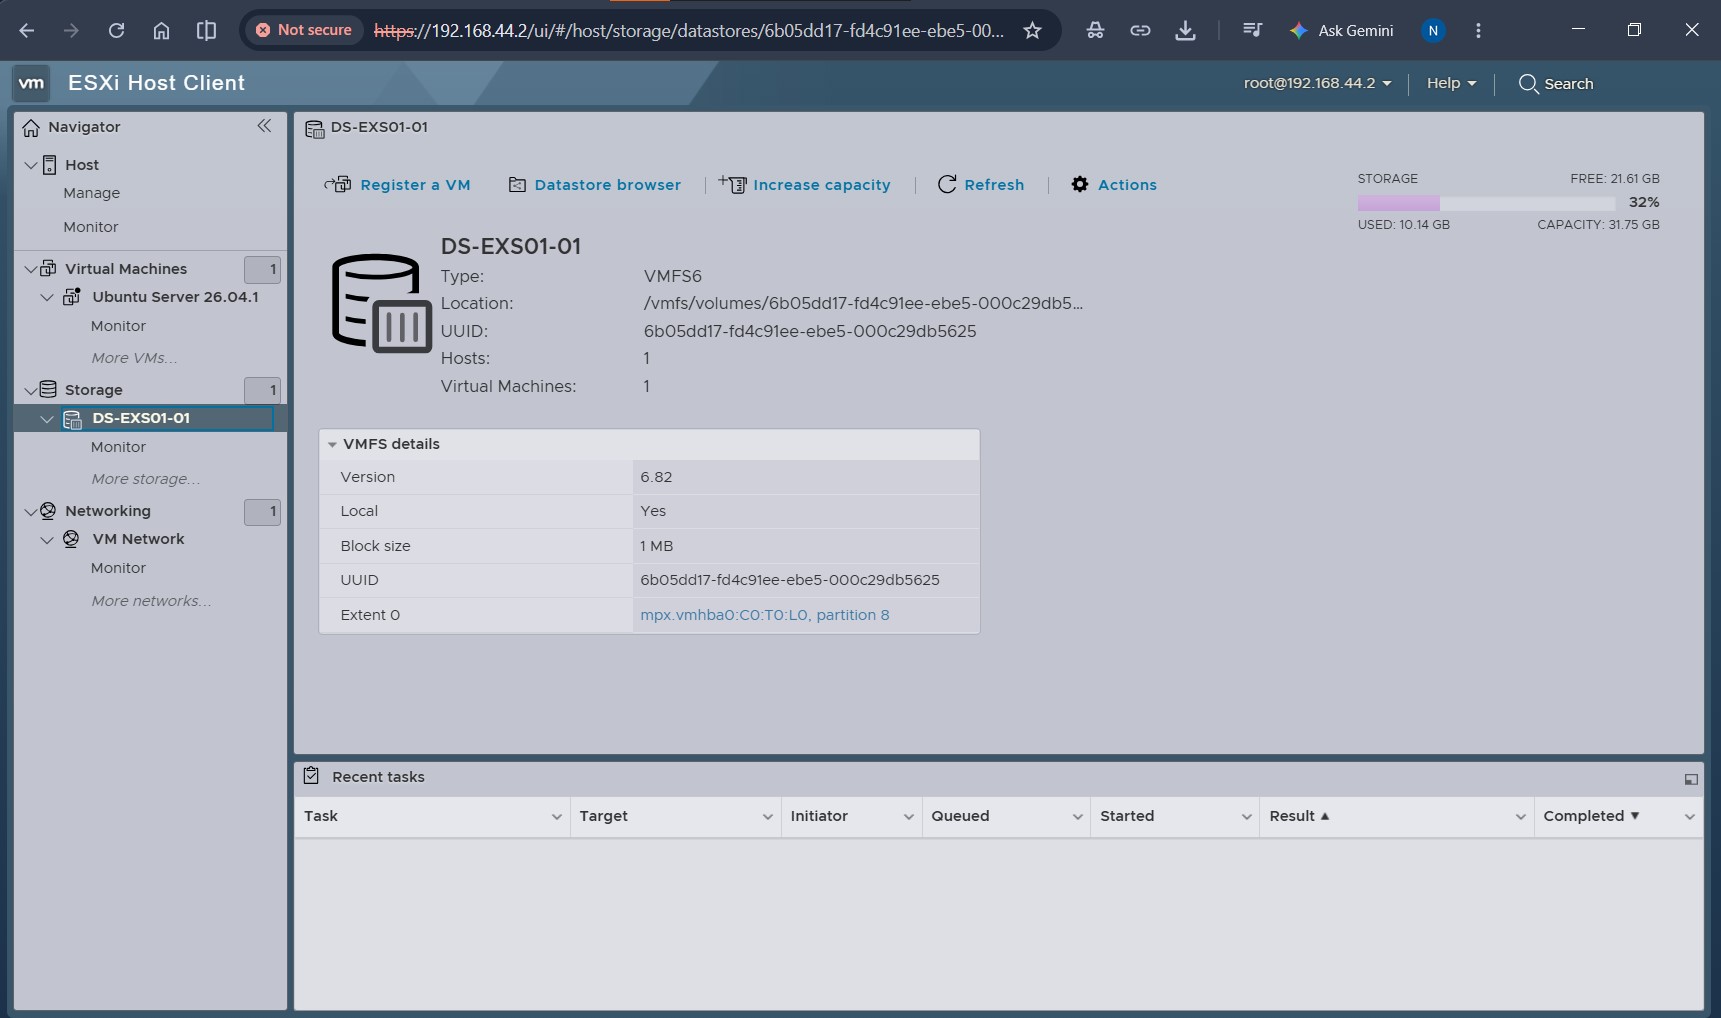 Not secure
https://192.168.44.2/ui/#/host/storage/datastores/6b05dd17-fd4c91ee-ebe5-00...
Ask Gemini
N
vm
ESXi Host Client
root@192.168.44.2
Help
Search
Navigator
Host
Manage
Monitor
Virtual Machines 1
Ubuntu Server 26.04.1
Monitor
More VMs...
Storage 1
DS-EXS01-01
Monitor
More storage...
Networking 1
VM Network
Monitor
More networks...
DS-EXS01-01
Register a VM
Datastore browser
Increase capacity
Refresh
Actions
STORAGE FREE: 21.61 GB
32%
USED: 10.14 GB CAPACITY: 31.75 GB
DS-EXS01-01
Type: VMFS6
Location: /vmfs/volumes/6b05dd17-fd4c91ee-ebe5-000c29db5...
UUID: 6b05dd17-fd4c91ee-ebe5-000c29db5625
Hosts: 1
Virtual Machines: 1
VMFS details
Version 6.82
Local Yes
Block size 1 MB
UUID 6b05dd17-fd4c91ee-ebe5-000c29db5625
Extent 0 mpx.vmhba0:C0:T0:L0, partition 8
Recent tasks
Task Target Initiator Queued Started Result ▲ Completed ▼